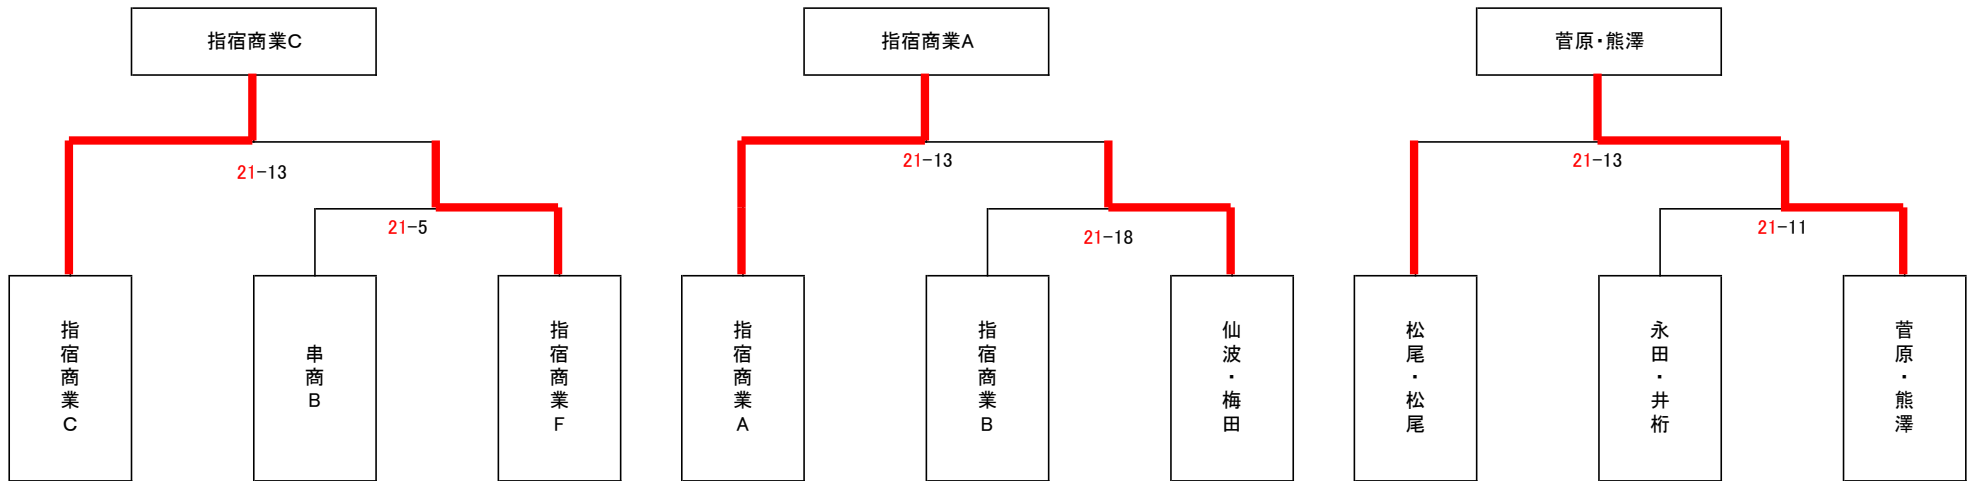 指宿商業C
指宿商業A
菅原・熊澤
21-13
21-13
21-13
21-5
21-18
21-11
指宿商業C
串商B
指宿商業F
指宿商業A
指宿商業B
仙波・梅田
松尾・松尾
永田・井桁
菅原・熊澤